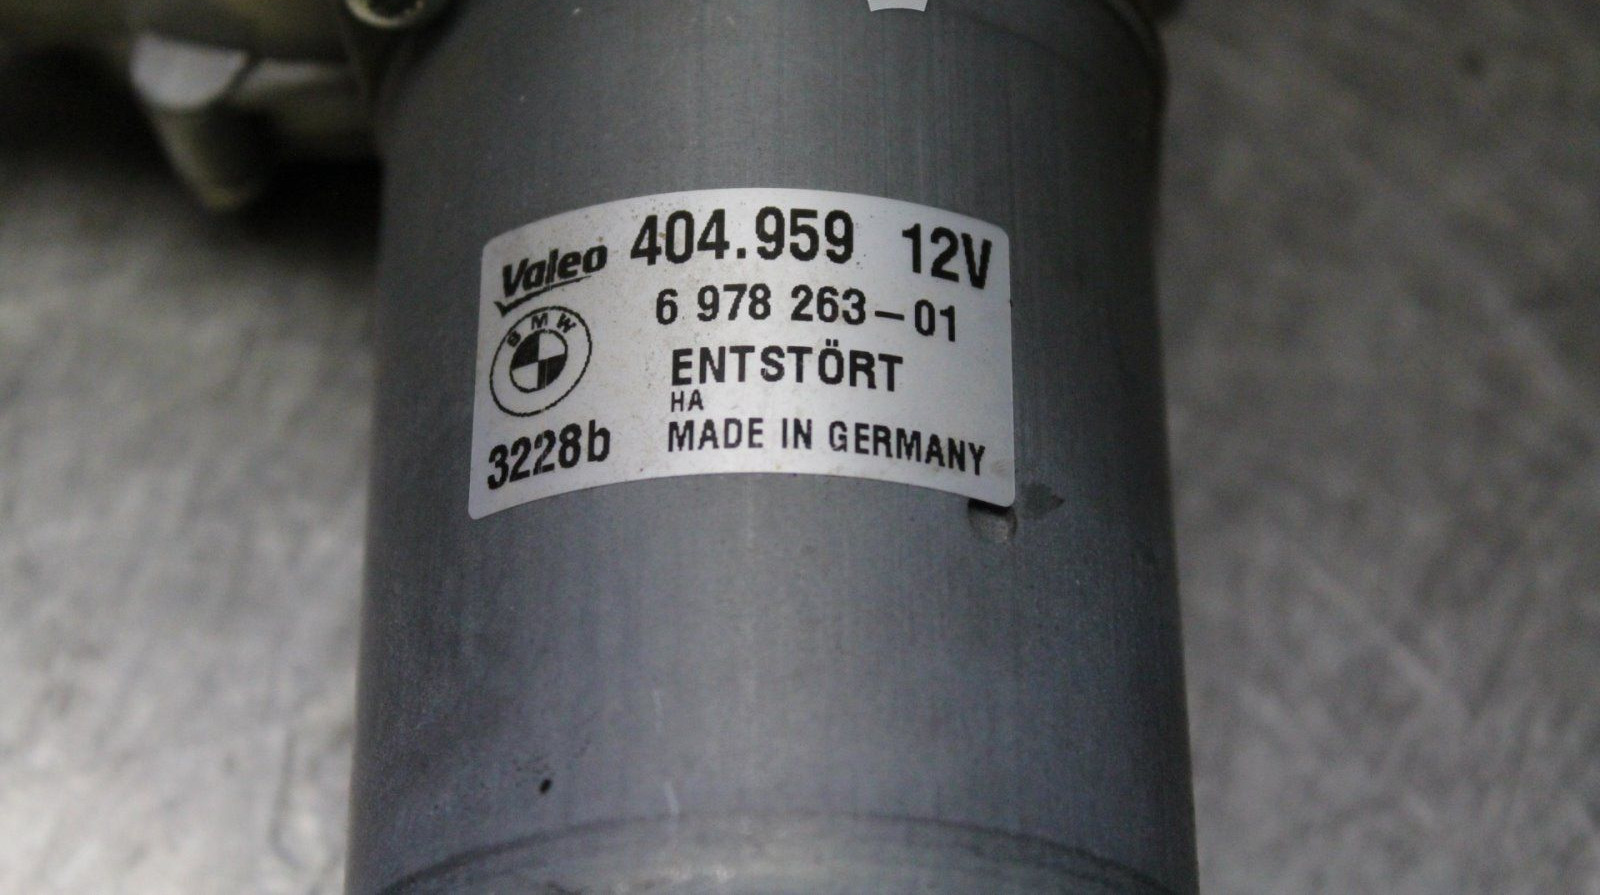 Valeo 404.959 12V
6 978 263-01
BMW
ENTSTÖRT
HA
3228b MADE IN GERMANY